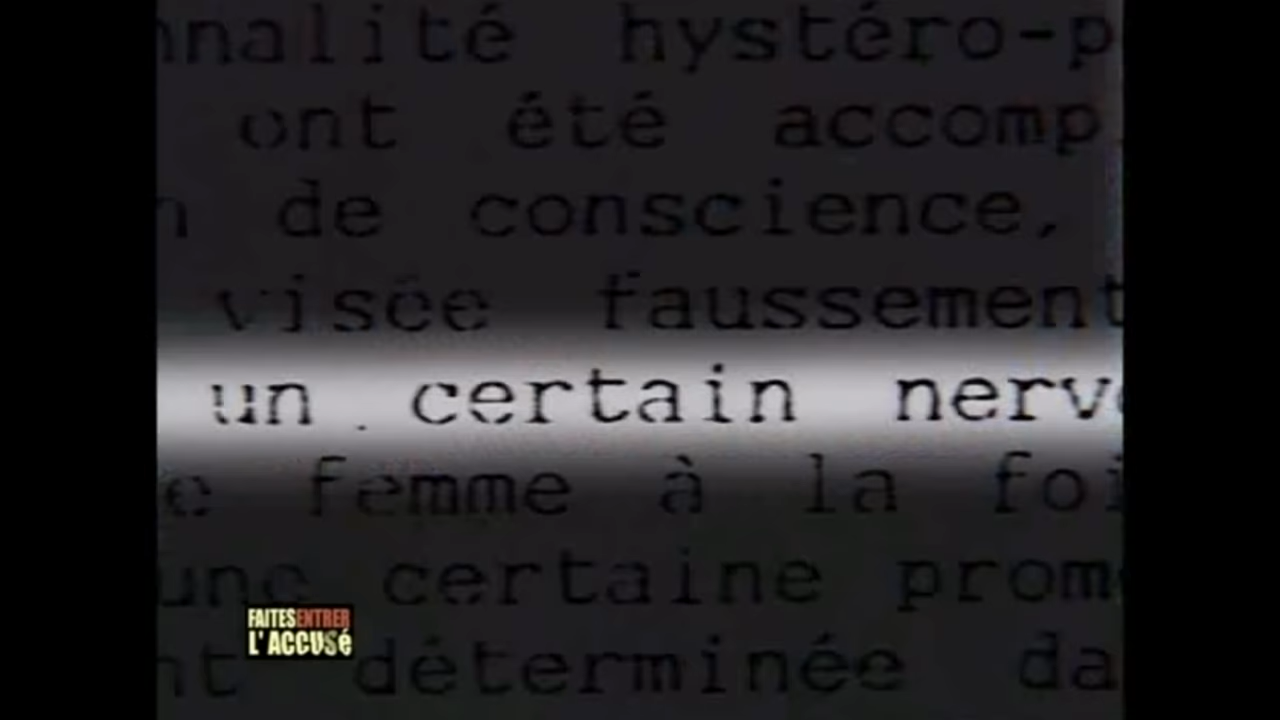 nnalité hystéro-p
ont été accomp
n de conscience,
visée faussement
un certain nerv
e femme à la foi
une certaine prom
nt déterminée da
FAITES ENTRER
L'ACCUSé